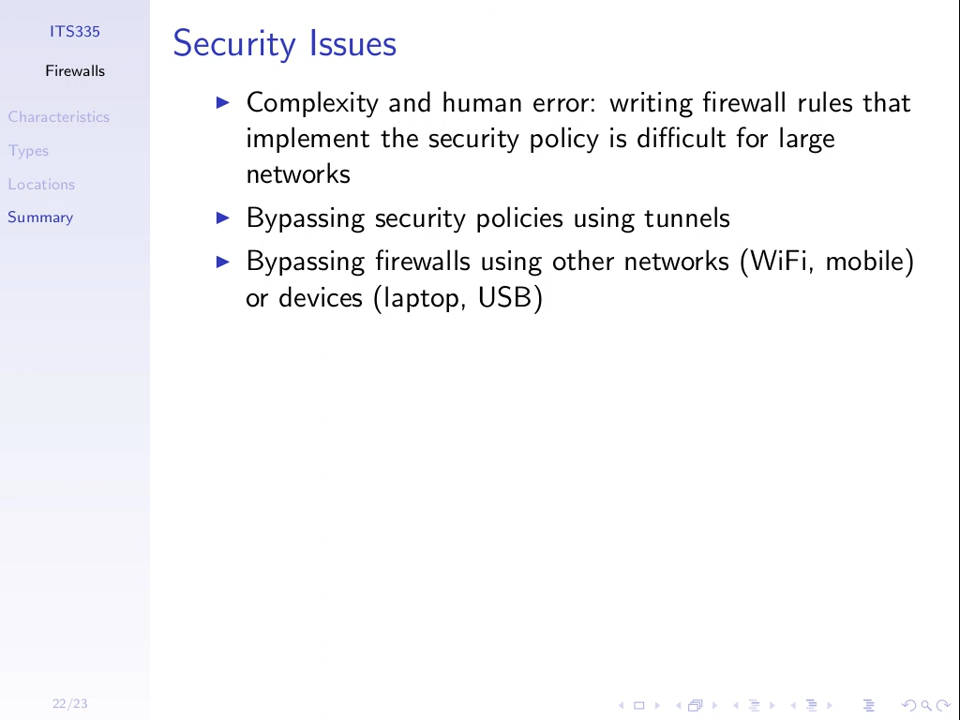 ITS335
Firewalls
Characteristics
Types
Locations
Summary
Security Issues
Complexity and human error: writing firewall rules that
implement the security policy is difficult for large
networks
Bypassing security policies using tunnels
Bypassing firewalls using other networks (WiFi, mobile)
or devices (laptop, USB)
22/23